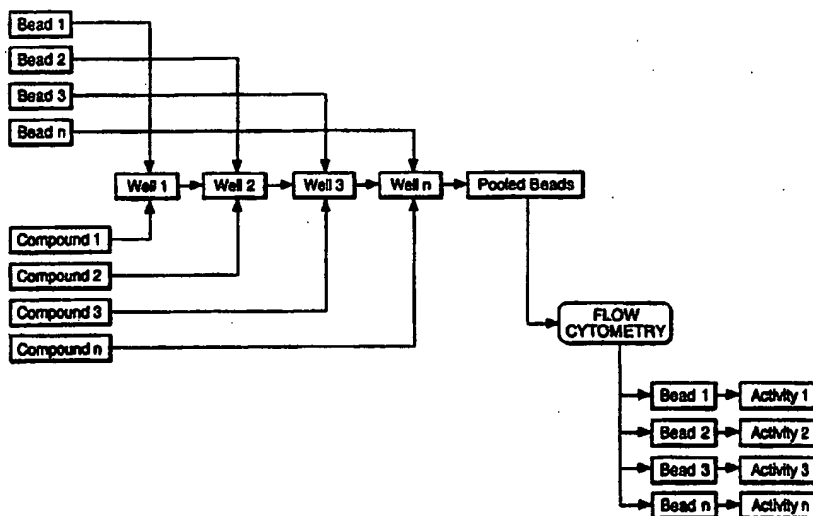 Bead 1
Bead 2
Bead 3
Bead n
Well 1
Well 2
Well 3
Well n
Pooled Beads
Compound 1
Compound 2
Compound 3
Compound n
FLOW
CYTOMETRY
Bead 1
Activity 1
Bead 2
Activity 2
Bead 3
Activity 3
Bead n
Activity n